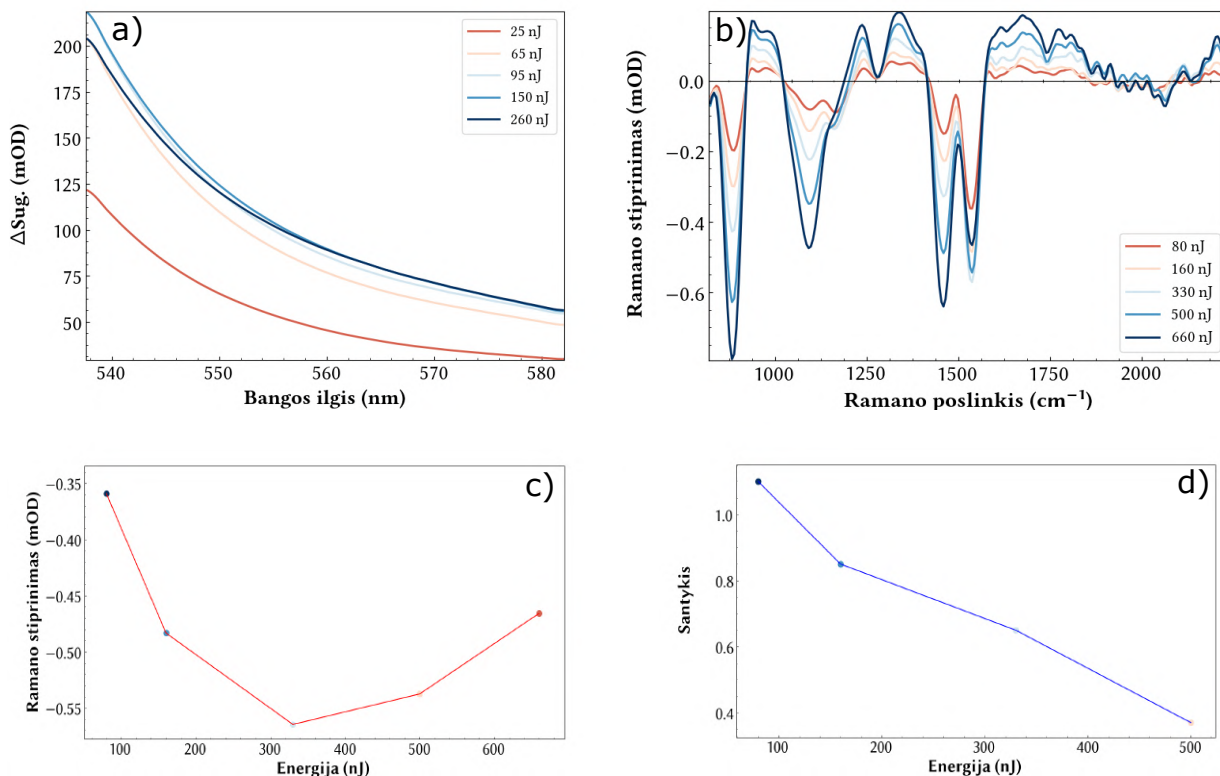 a)
ΔSug. (mOD)
200
175
150
125
100
75
50
540
550
560
570
580
Bangos ilgis (nm)
25 nJ
65 nJ
95 nJ
150 nJ
260 nJ
b)
Ramano stiprinimas (mOD)
0.0
−0.2
−0.4
−0.6
1000
1250
1500
1750
2000
Ramano poslinkis (cm⁻¹)
80 nJ
160 nJ
330 nJ
500 nJ
660 nJ
c)
Ramano stiprinimas (mOD)
−0.35
−0.40
−0.45
−0.50
−0.55
100
200
300
400
500
600
Energija (nJ)
d)
Santykis
1.0
0.8
0.6
0.4
200
300
400
500
Energija (nJ)